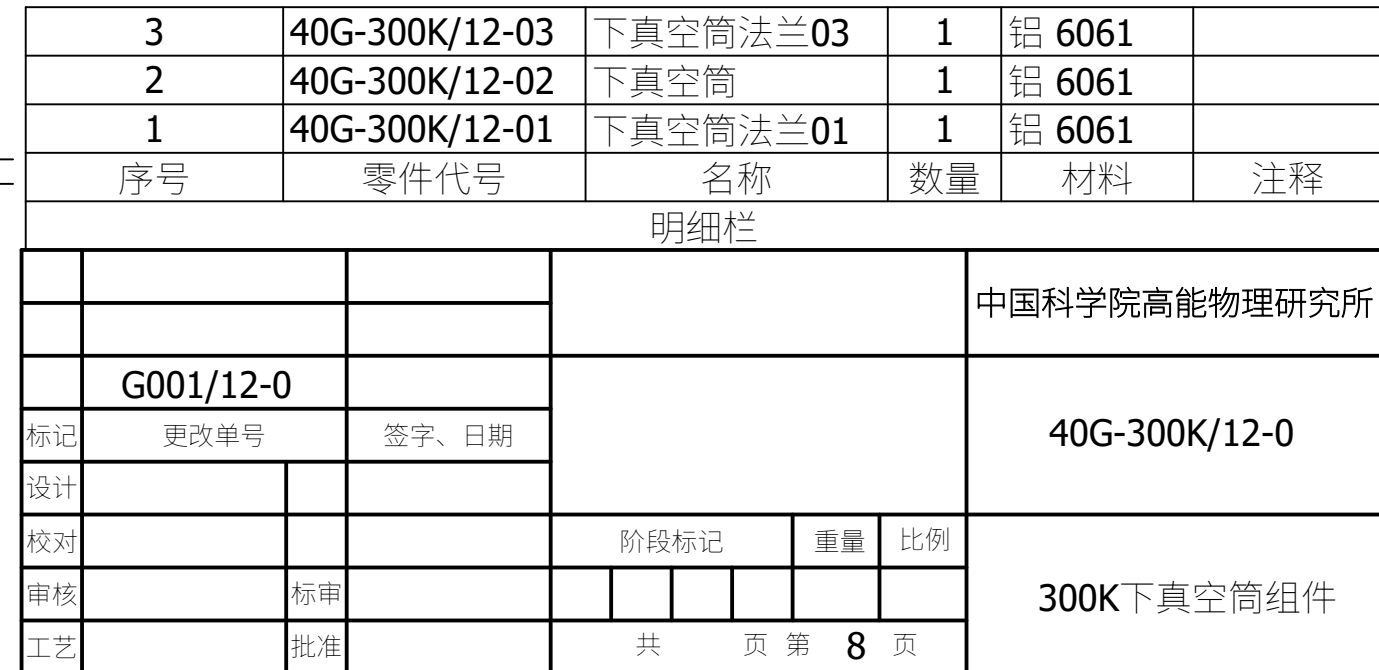 3 40G-300K/12-03 下真空筒法兰03 1 铝 6061
2 40G-300K/12-02 下真空筒 1 铝 6061
1 40G-300K/12-01 下真空筒法兰01 1 铝 6061
序号 零件代号 名称 数量 材料 注释
明细栏
中国科学院高能物理研究所
G001/12-0
标记 更改单号 签字、日期
40G-300K/12-0
设计
校对 阶段标记 重量 比例
审核 标审
300K下真空筒组件
工艺 批准 共 页 第 8 页